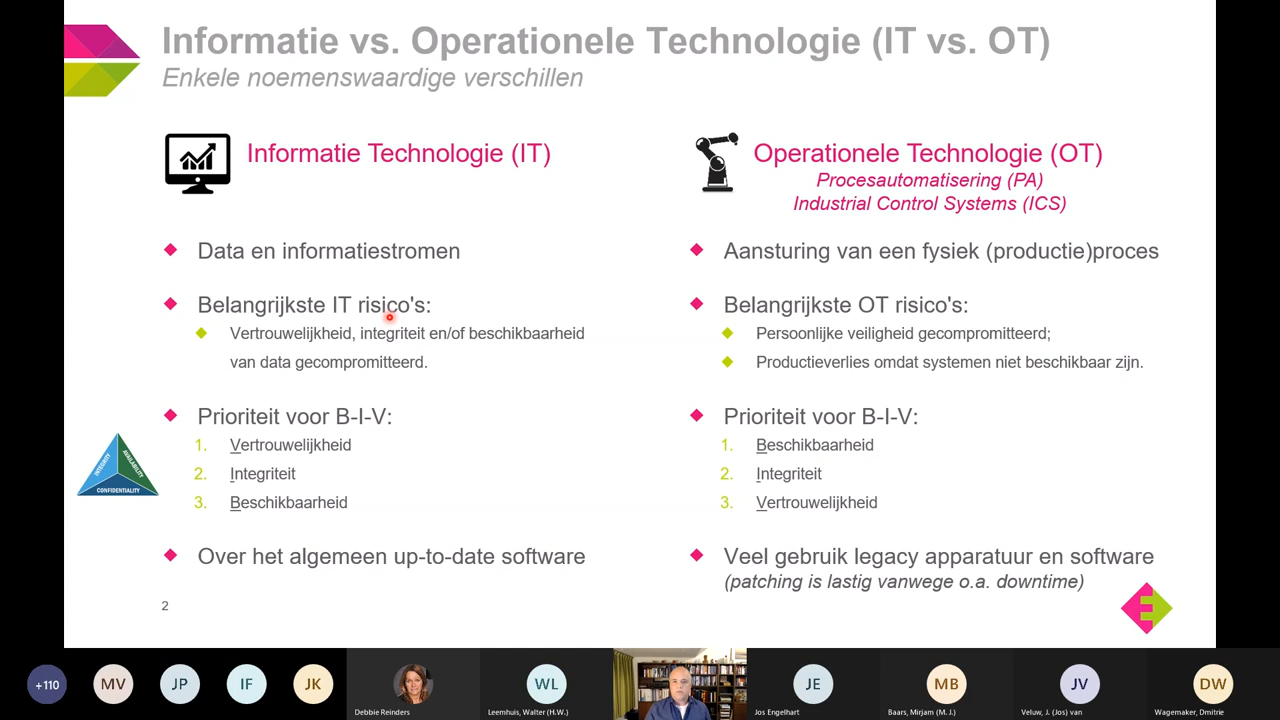 Informatie vs. Operationele Technologie (IT vs. OT)
Enkele noemenswaardige verschillen
Informatie Technologie (IT)
Data en informatiestromen
Belangrijkste IT risico's:
Vertrouwelijkheid, integriteit en/of beschikbaarheid
van data gecompromitteerd.
Prioriteit voor B-I-V:
1. Vertrouwelijkheid
2. Integriteit
3. Beschikbaarheid
INTEGRITY
AVAILABILITY
CONFIDENTIALITY
Over het algemeen up-to-date software
2
Operationele Technologie (OT)
Procesautomatisering (PA)
Industrial Control Systems (ICS)
Aansturing van een fysiek (productie)proces
Belangrijkste OT risico's:
Persoonlijke veiligheid gecompromitteerd;
Productieverlies omdat systemen niet beschikbaar zijn.
Prioriteit voor B-I-V:
1. Beschikbaarheid
2. Integriteit
3. Vertrouwelijkheid
Veel gebruik legacy apparatuur en software
(patching is lastig vanwege o.a. downtime)
E
+110
MV
JP
IF
JK
Debbie Reinders
WL
Leemhuis, Walter (H.W.)
JE
Jos Engelhart
MB
Baars, Mirjam (M. J.)
JV
Veluw, J. (Jos) van
DW
Wagemaker, Dmitrie